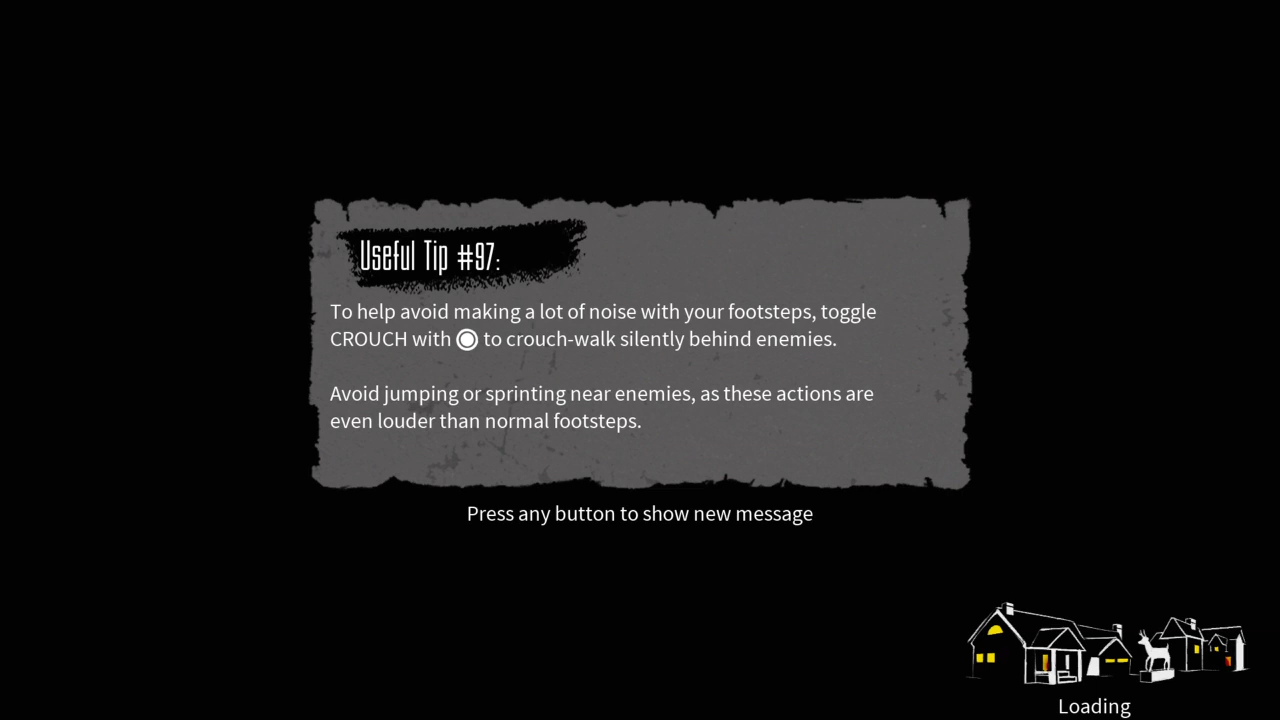 Useful Tip #97:
To help avoid making a lot of noise with your footsteps, toggle
CROUCH with to crouch-walk silently behind enemies.
Avoid jumping or sprinting near enemies, as these actions are
even louder than normal footsteps.
Press any button to show new message
Loading